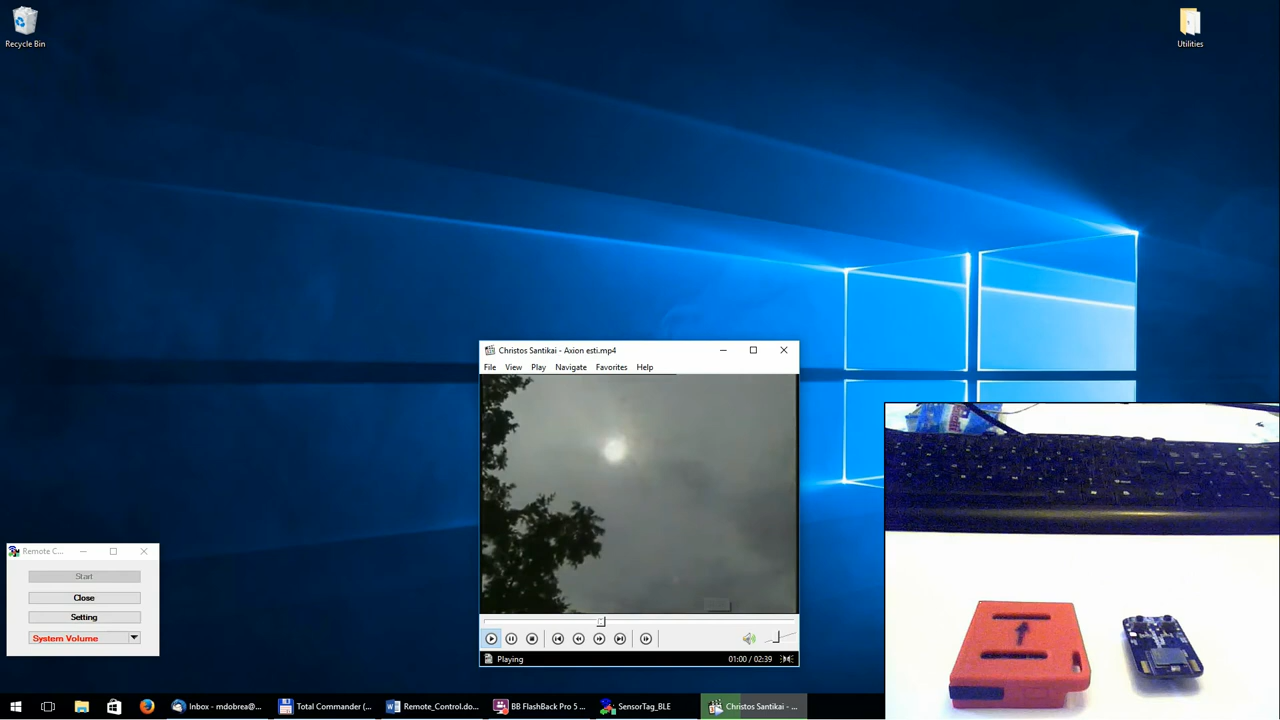 Recycle Bin
Utilities
Christos Santikai - Axion esti.mp4
File View Play Navigate Favorites Help
Remote C...
Start
Close
Setting
System Volume
Playing
01:00 / 02:39
Inbox - mdobrea@...
Total Commander (...
Remote_Control.do...
BB FlashBack Pro 5 ...
SensorTag_BLE
Christos Santikai - ...